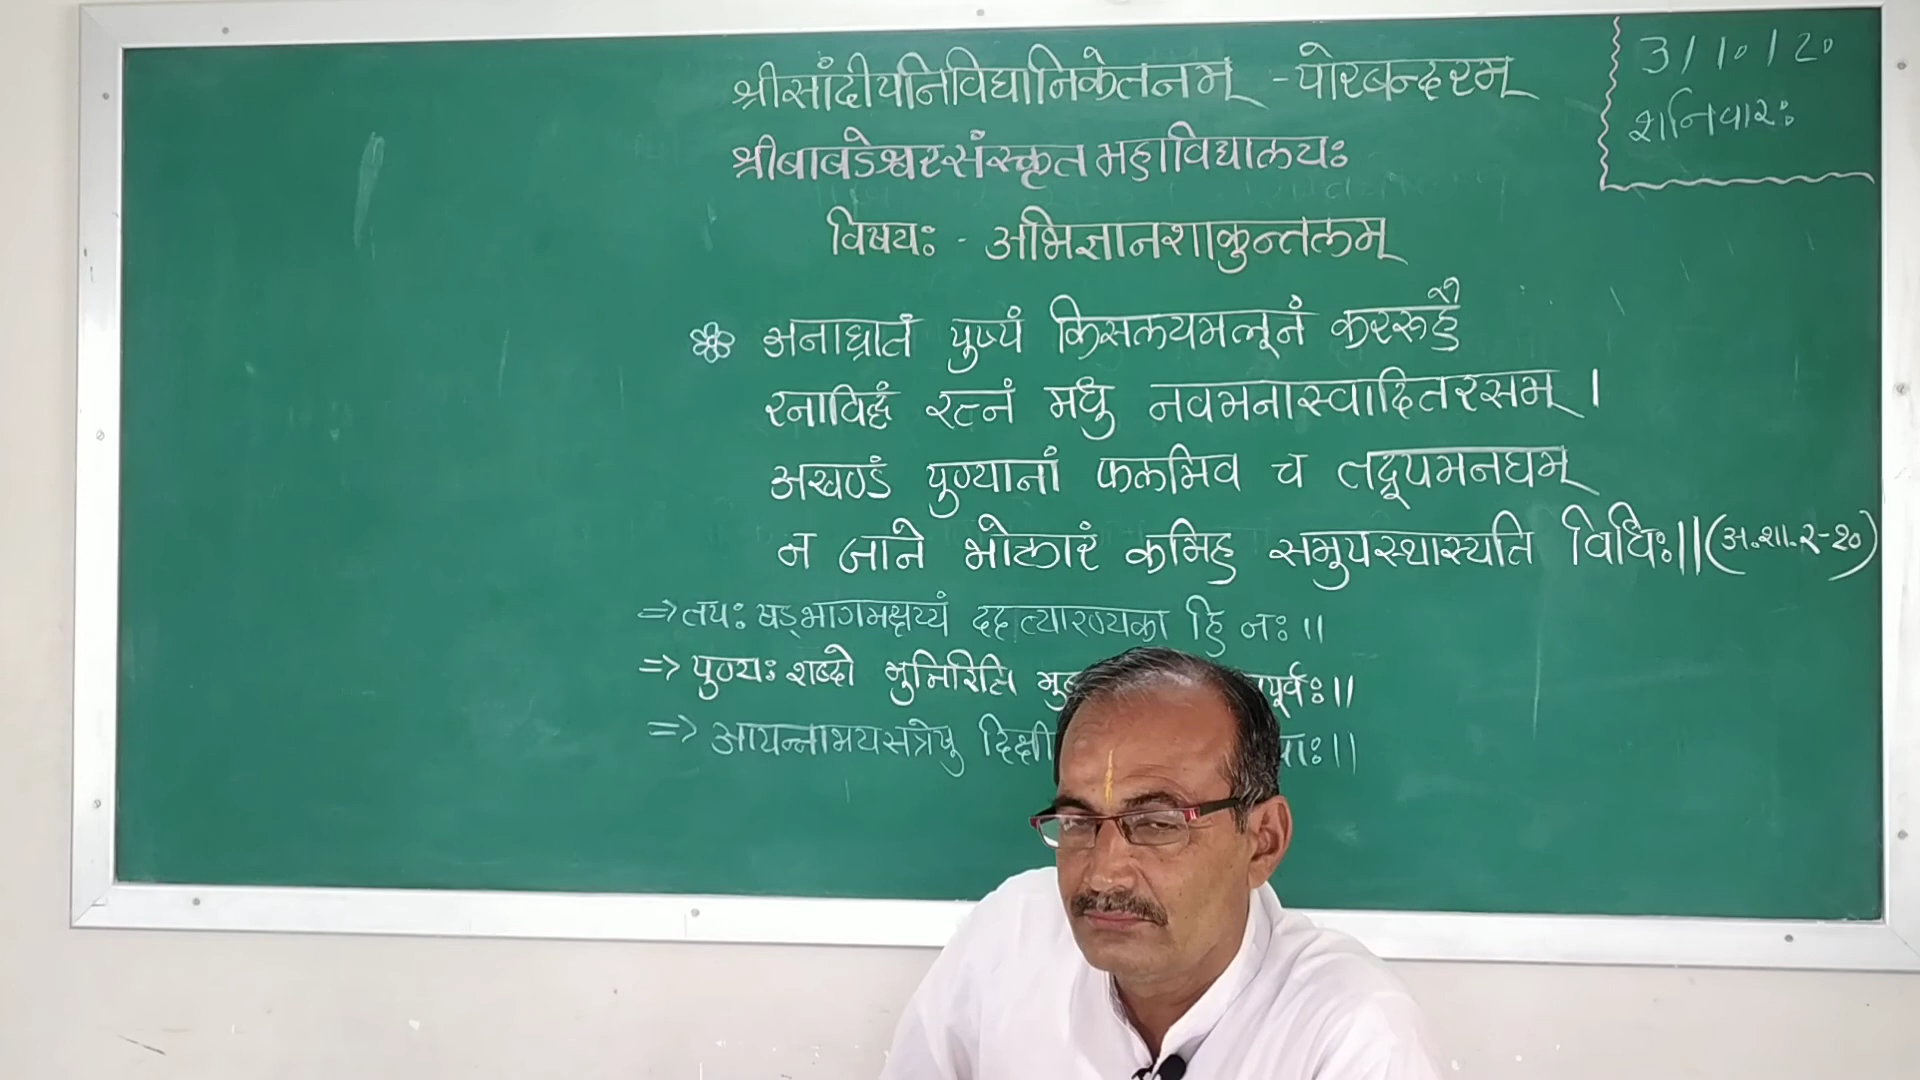 श्रीसांदीपनिविद्यानिकेतनम् - पोरबन्दरम्
श्रीबाबडेश्वरसंस्कृतमहाविद्यालयः
विषयः - अभिज्ञानशाकुन्तलम्
3/10/20
शनिवारः
अनाघ्रातं पुष्पं किसलयमलूनं कररुहै
रनाविद्धं रत्नं मधु नवमनास्वादितरसम् ।
अखण्डं पुण्यानां फलमिव च तद्रूपमनघम्
न जाने भोक्तारं कमिह समुपस्थास्यति विधिः॥ (अ.शा.२-१०)
=> तपः षड्भागमक्षय्यं ददत्यारण्यका हि नः॥
=> पुण्यः शब्दो मुनिरिति पूर्वः॥
=> आपन्नाभयसत्रेषु